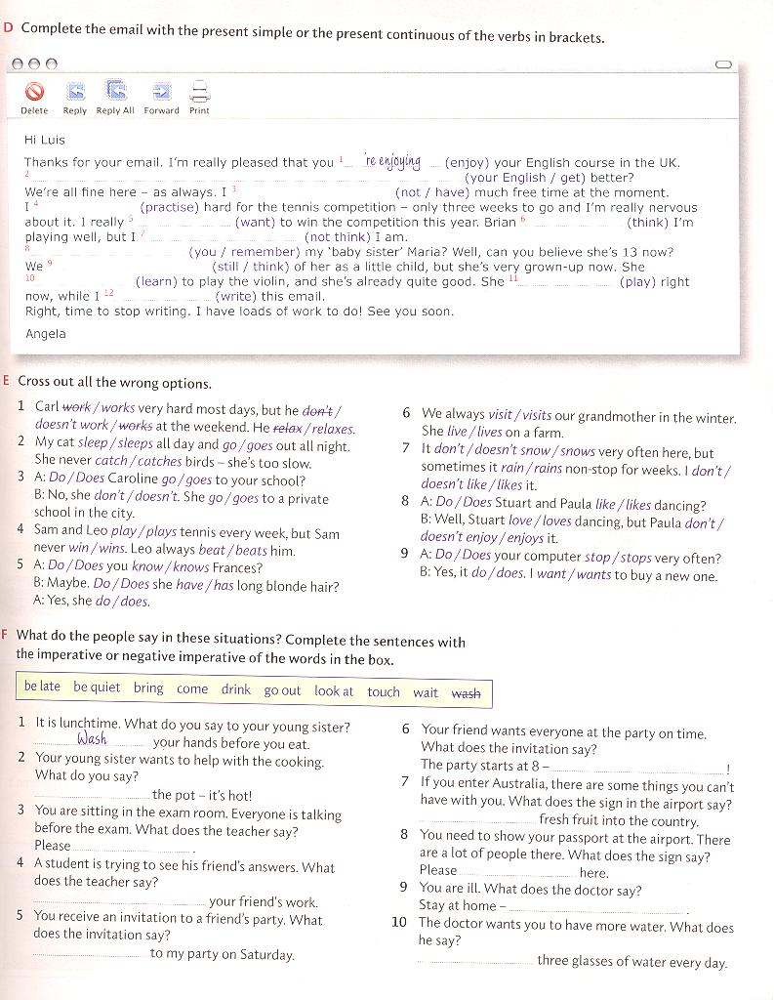 D Complete the email with the present simple or the present continuous of the verbs in brackets.
Delete Reply Reply All Forward Print
Hi Luis
Thanks for your email. I'm really pleased that you 1 're enjoying (enjoy) your English course in the UK.
2 (your English / get) better?
We're all fine here – as always. I 3 (not / have) much free time at the moment.
I 4 (practise) hard for the tennis competition – only three weeks to go and I'm really nervous
about it. I really 5 (want) to win the competition this year. Brian 6 (think) I'm
playing well, but I 7 (not think) I am.
8 (you / remember) my 'baby sister' Maria? Well, can you believe she's 13 now?
We 9 (still / think) of her as a little child, but she's very grown-up now. She
10 (learn) to play the violin, and she's already quite good. She 11 (play) right
now, while I 12 (write) this email.
Right, time to stop writing. I have loads of work to do! See you soon.
Angela
E Cross out all the wrong options.
1 Carl work / works very hard most days, but he don't /
doesn't work / works at the weekend. He relax / relaxes.
2 My cat sleep / sleeps all day and go / goes out all night.
She never catch / catches birds – she's too slow.
3 A: Do / Does Caroline go / goes to your school?
B: No, she don't / doesn't. She go / goes to a private
school in the city.
4 Sam and Leo play / plays tennis every week, but Sam
never win / wins. Leo always beat / beats him.
5 A: Do / Does you know / knows Frances?
B: Maybe. Do / Does she have / has long blonde hair?
A: Yes, she do / does.
6 We always visit / visits our grandmother in the winter.
She live / lives on a farm.
7 It don't / doesn't snow / snows very often here, but
sometimes it rain / rains non-stop for weeks. I don't /
doesn't like / likes it.
8 A: Do / Does Stuart and Paula like / likes dancing?
B: Well, Stuart love / loves dancing, but Paula don't /
doesn't enjoy / enjoys it.
9 A: Do / Does your computer stop / stops very often?
B: Yes, it do / does. I want / wants to buy a new one.
F What do the people say in these situations? Complete the sentences with
the imperative or negative imperative of the words in the box.
be late be quiet bring come drink go out look at touch wait wash
1 It is lunchtime. What do you say to your young sister?
Wash your hands before you eat.
2 Your young sister wants to help with the cooking.
What do you say?
the pot – it's hot!
3 You are sitting in the exam room. Everyone is talking
before the exam. What does the teacher say?
Please .
4 A student is trying to see his friend's answers. What
does the teacher say?
your friend's work.
5 You receive an invitation to a friend's party. What
does the invitation say?
to my party on Saturday.
6 Your friend wants everyone at the party on time.
What does the invitation say?
The party starts at 8 – !
7 If you enter Australia, there are some things you can't
have with you. What does the sign in the airport say?
fresh fruit into the country.
8 You need to show your passport at the airport. There
are a lot of people there. What does the sign say?
Please here.
9 You are ill. What does the doctor say?
Stay at home – .
10 The doctor wants you to have more water. What does
he say?
three glasses of water every day.